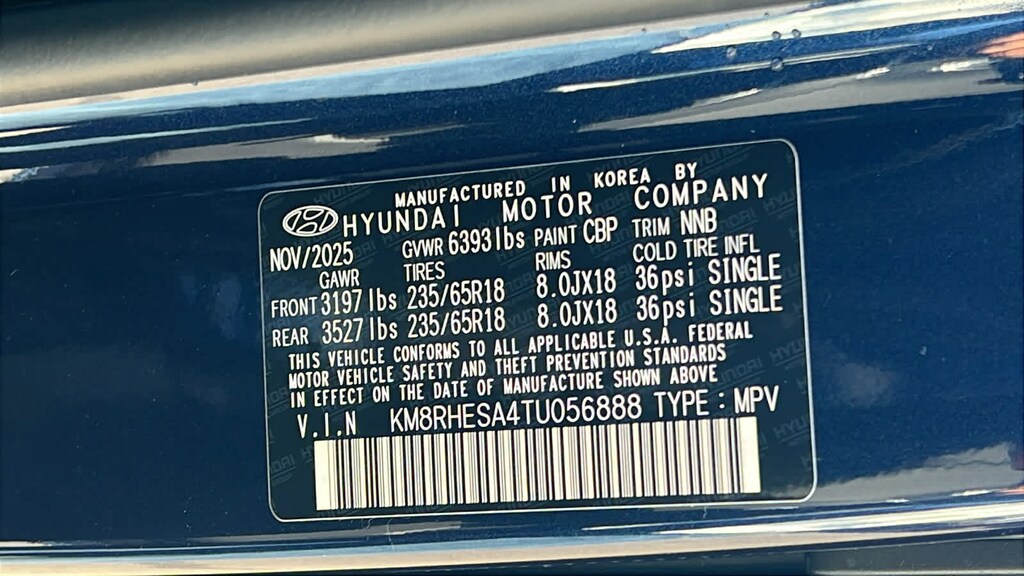 MANUFACTURED IN KOREA BY
HYUNDAI MOTOR COMPANY
NOV/2025 GVWR 6393lbs PAINT CBP TRIM NNB
GAWR TIRES RIMS COLD TIRE INFL
FRONT 3197lbs 235/65R18 8.0JX18 36psi SINGLE
REAR 3527lbs 235/65R18 8.0JX18 36psi SINGLE
THIS VEHICLE CONFORMS TO ALL APPLICABLE U.S.A. FEDERAL
MOTOR VEHICLE SAFETY AND THEFT PREVENTION STANDARDS
IN EFFECT ON THE DATE OF MANUFACTURE SHOWN ABOVE
V.I.N KM8RHESA4TU056888 TYPE : MPV